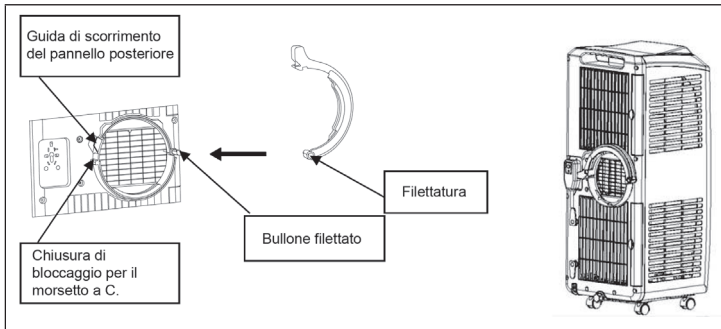 Guida di scorrimento
del pannello posteriore
Filettatura
Bullone filettato
Chiusura di
bloccaggio per il
morsetto a C.